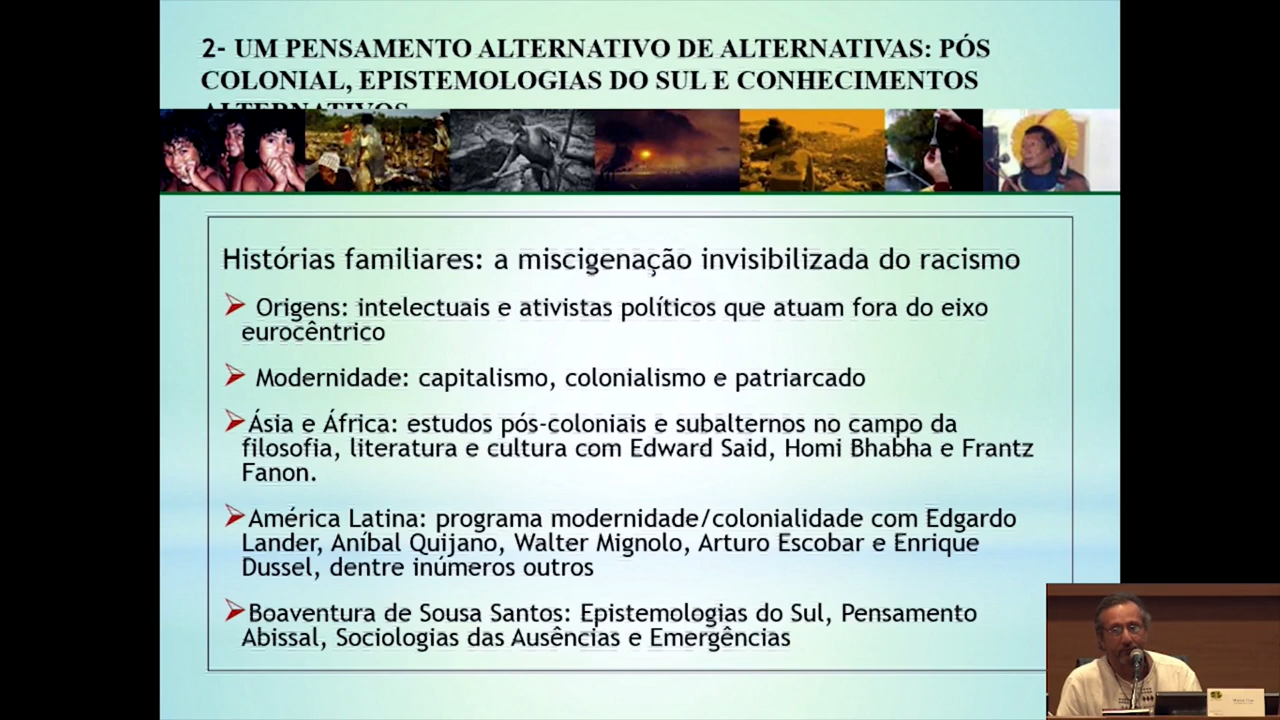 2- UM PENSAMENTO ALTERNATIVO DE ALTERNATIVAS: PÓS
COLONIAL, EPISTEMOLOGIAS DO SUL E CONHECIMENTOS
ALTERNATIVOS
Histórias familiares: a miscigenação invisibilizada do racismo
Origens: intelectuais e ativistas políticos que atuam fora do eixo
eurocêntrico
Modernidade: capitalismo, colonialismo e patriarcado
Ásia e África: estudos pós-coloniais e subalternos no campo da
filosofia, literatura e cultura com Edward Said, Homi Bhabha e Frantz
Fanon.
América Latina: programa modernidade/colonialidade com Edgardo
Lander, Aníbal Quijano, Walter Mignolo, Arturo Escobar e Enrique
Dussel, dentre inúmeros outros
Boaventura de Sousa Santos: Epistemologias do Sul, Pensamento
Abissal, Sociologias das Ausências e Emergências